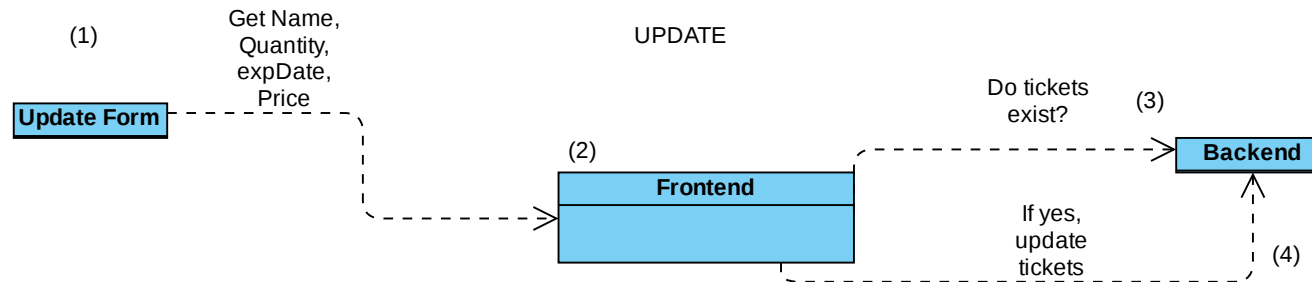 (1)
Get Name,
Quantity,
expDate,
Price
UPDATE
Update Form
Do tickets
exist?
(3)
(2)
Backend
Frontend
If yes,
update
tickets
(4)